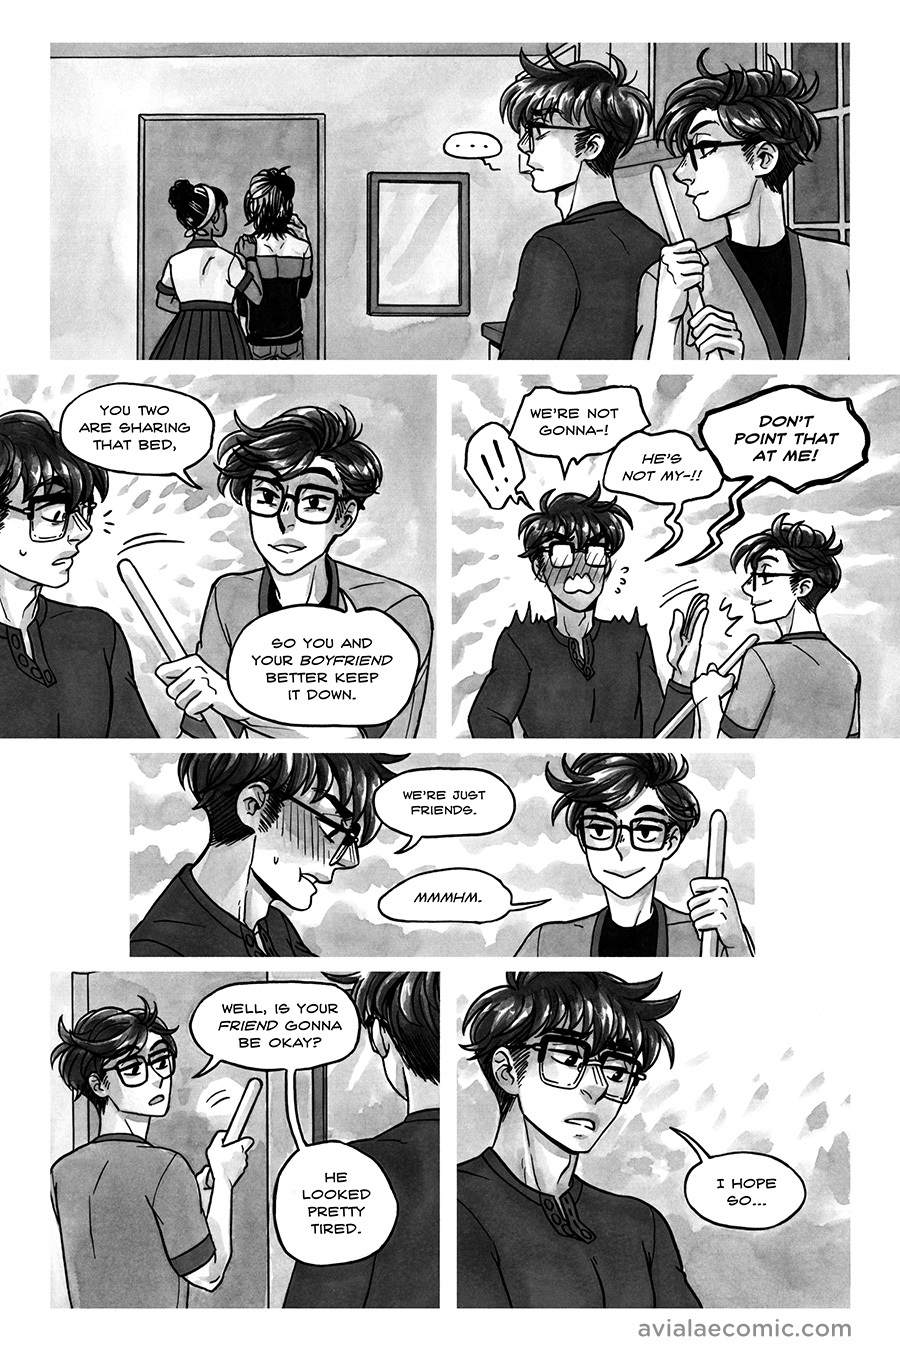 ...
YOU TWO
ARE SHARING
THAT BED,
SO YOU AND
YOUR BOYFRIEND
BETTER KEEP
IT DOWN.
!!
WE'RE NOT
GONNA-!
HE'S
NOT MY-!!
DON'T
POINT THAT
AT ME!
WE'RE JUST
FRIENDS.
MMMHM.
WELL, IS YOUR
FRIEND GONNA
BE OKAY?
HE
LOOKED
PRETTY
TIRED.
I HOPE
SO...
avialaecomic.com